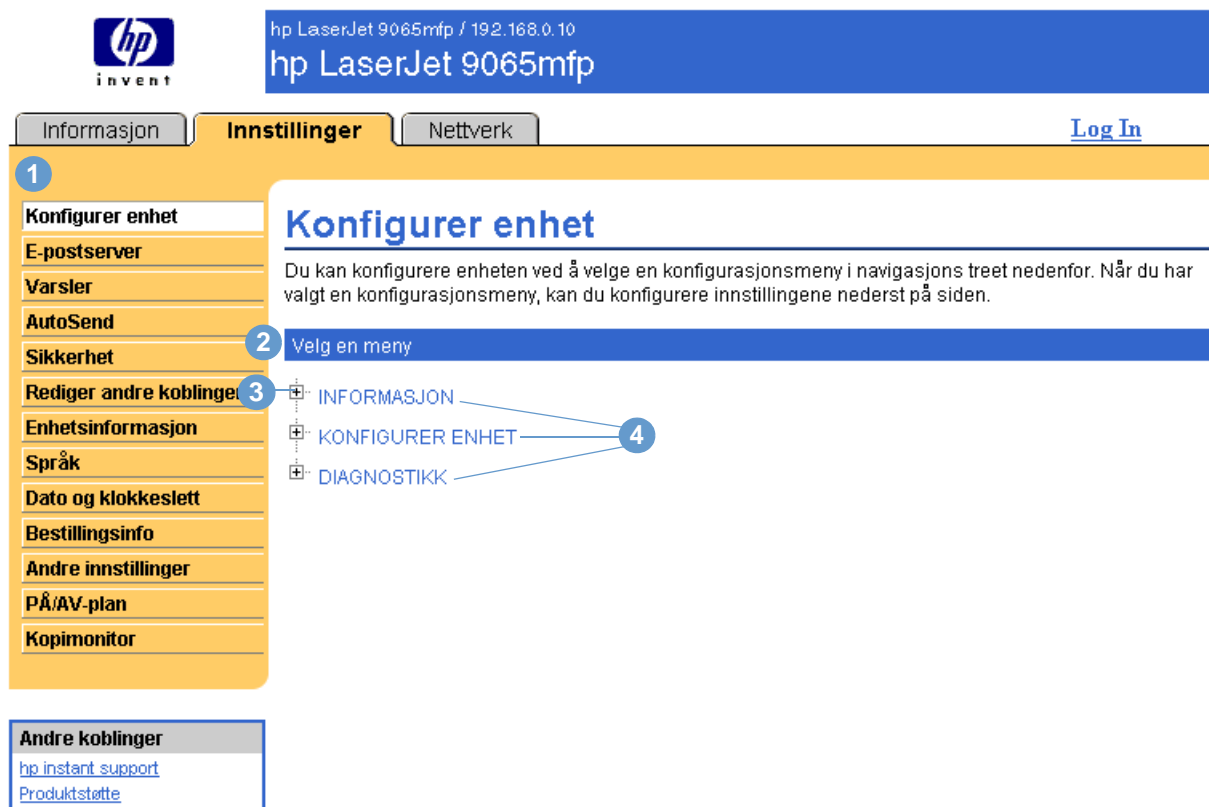 hp
invent
hp LaserJet 9065mfp / 192.168.0.10
hp LaserJet 9065mfp
Informasjon
Innstillinger
Nettverk
Log In
1
Konfigurer enhet
E-postserver
Varsler
AutoSend
Sikkerhet
Rediger andre koblinger
Enhetsinformasjon
Språk
Dato og klokkeslett
Bestillingsinfo
Andre innstillinger
PÅ/AV-plan
Kopimonitor
Konfigurer enhet
Du kan konfigurere enheten ved å velge en konfigurasjonsmeny i navigasjons treet nedenfor. Når du har
valgt en konfigurasjonsmeny, kan du konfigurere innstillingene nederst på siden.
2
Velg en meny
3
INFORMASJON
KONFIGURER ENHET
4
DIAGNOSTIKK
Andre koblinger
hp instant support
Produktstøtte